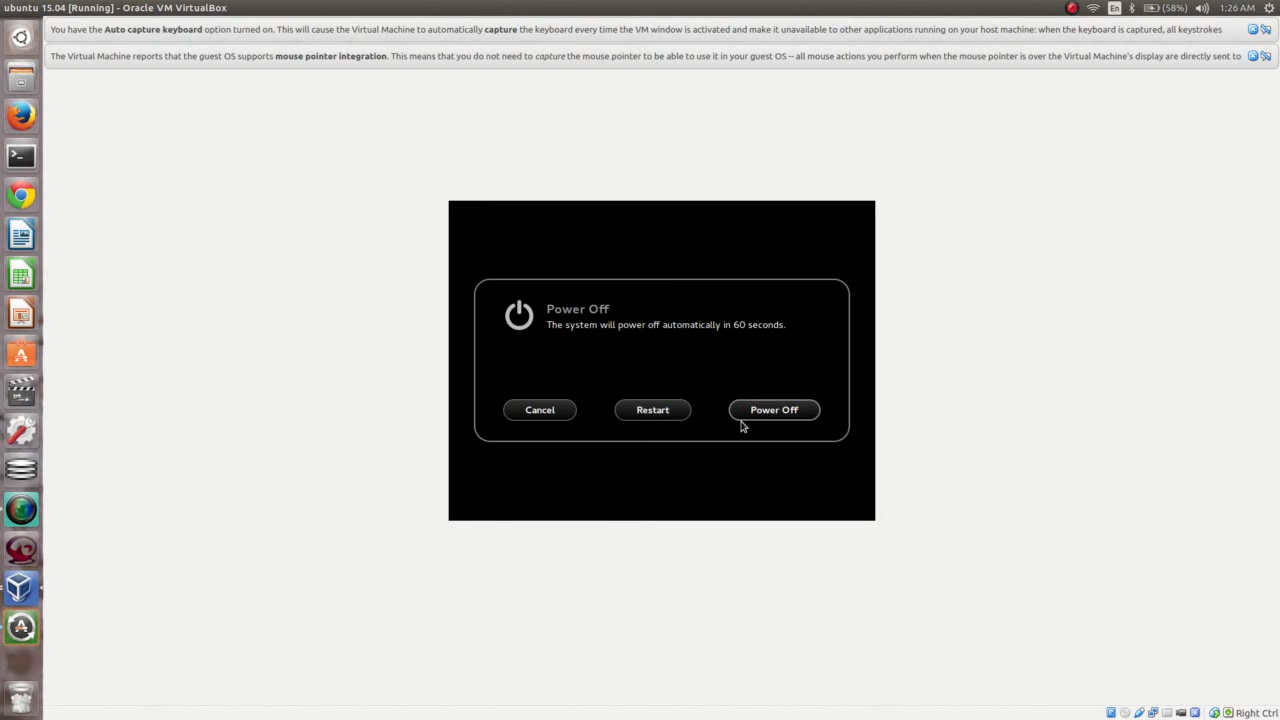 ubuntu 15.04 [Running] - Oracle VM VirtualBox
En
(58%)
1:26 AM
You have the Auto capture keyboard option turned on. This will cause the Virtual Machine to automatically capture the keyboard every time the VM window is activated and make it unavailable to other applications running on your host machine: when the keyboard is captured, all keystrokes
The Virtual Machine reports that the guest OS supports mouse pointer integration. This means that you do not need to capture the mouse pointer to be able to use it in your guest OS -- all mouse actions you perform when the mouse pointer is over the Virtual Machine's display are directly sent to
Power Off
The system will power off automatically in 60 seconds.
Cancel
Restart
Power Off
Right Ctrl